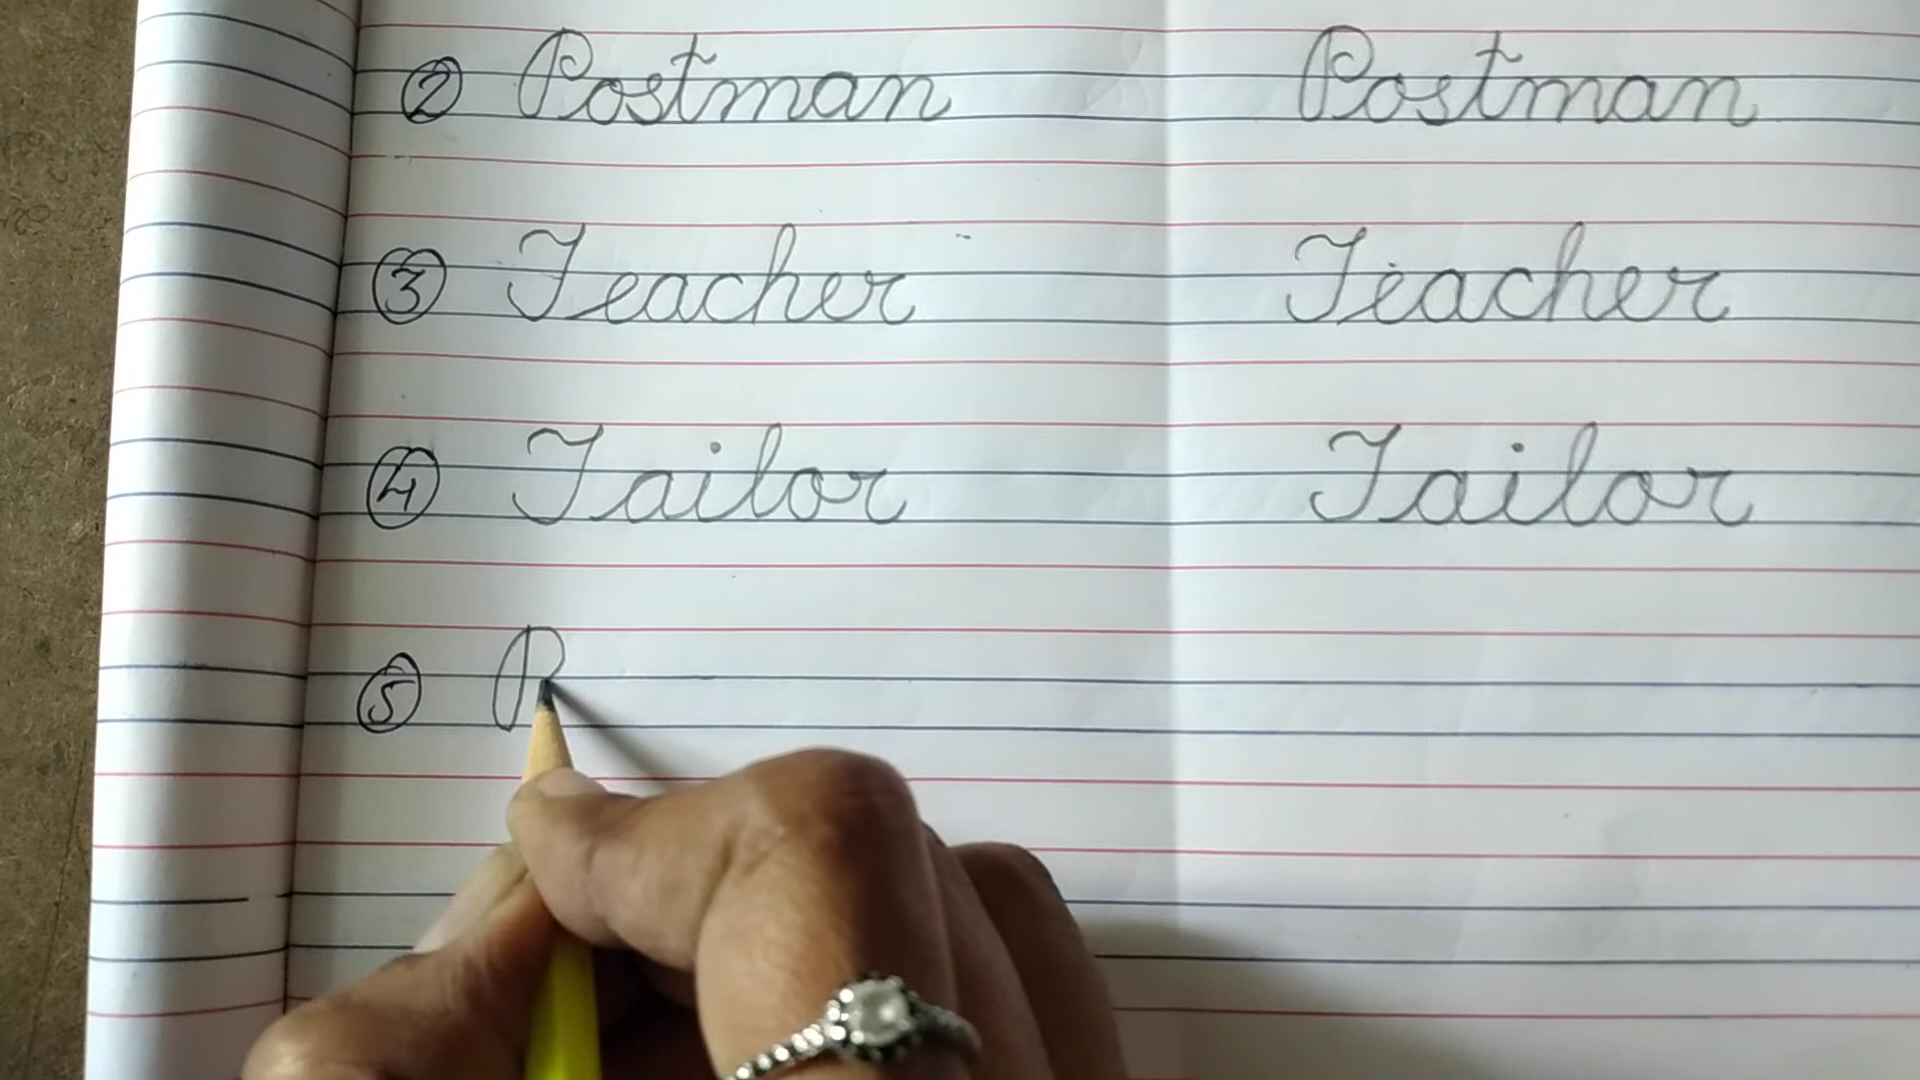 ② Postman Postman
③ Teacher Teacher
④ Tailor Tailor
⑤ P